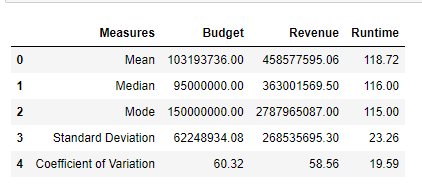 Measures Budget Revenue Runtime
0 Mean 103193736.00 458577595.06 118.72
1 Median 95000000.00 363001569.50 116.00
2 Mode 150000000.00 2787965087.00 115.00
3 Standard Deviation 62248934.08 268535695.30 23.26
4 Coefficient of Variation 60.32 58.56 19.59